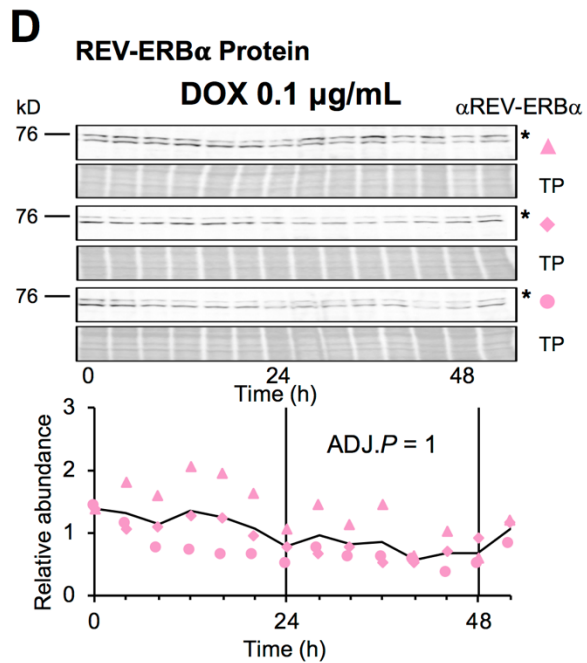 D
REV-ERBα Protein
DOX 0.1 µg/mL
kD
αREV-ERBα
76
*
TP
76
*
TP
76
*
TP
0 24 48
Time (h)
3
2
1
0
Relative abundance
ADJ.P = 1
0 24 48
Time (h)